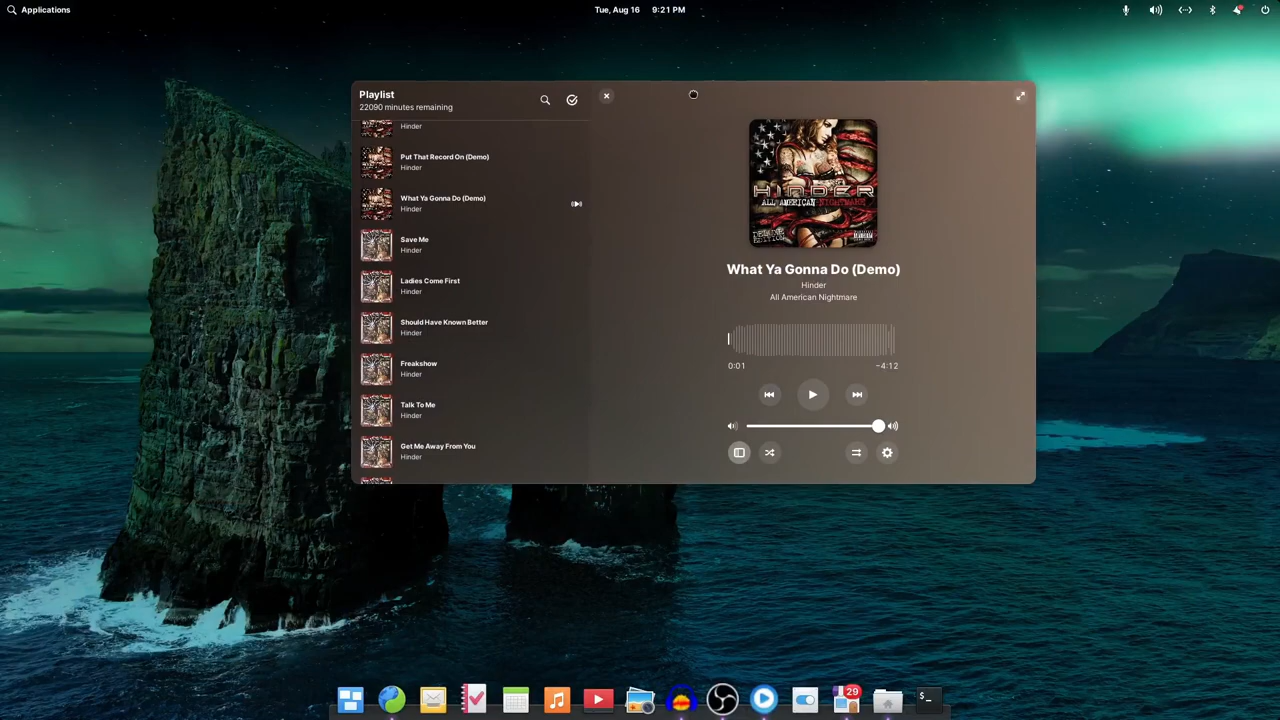 Applications
Tue, Aug 16 9:21 PM
Playlist
22090 minutes remaining
Hinder
Put That Record On (Demo)
Hinder
What Ya Gonna Do (Demo)
Hinder
Save Me
Hinder
Ladies Come First
Hinder
Should Have Known Better
Hinder
Freakshow
Hinder
Talk To Me
Hinder
Get Me Away From You
Hinder
HINDER
ALL AMERICAN NIGHTMARE
What Ya Gonna Do (Demo)
Hinder
All American Nightmare
0:01
−4:12
29
$_